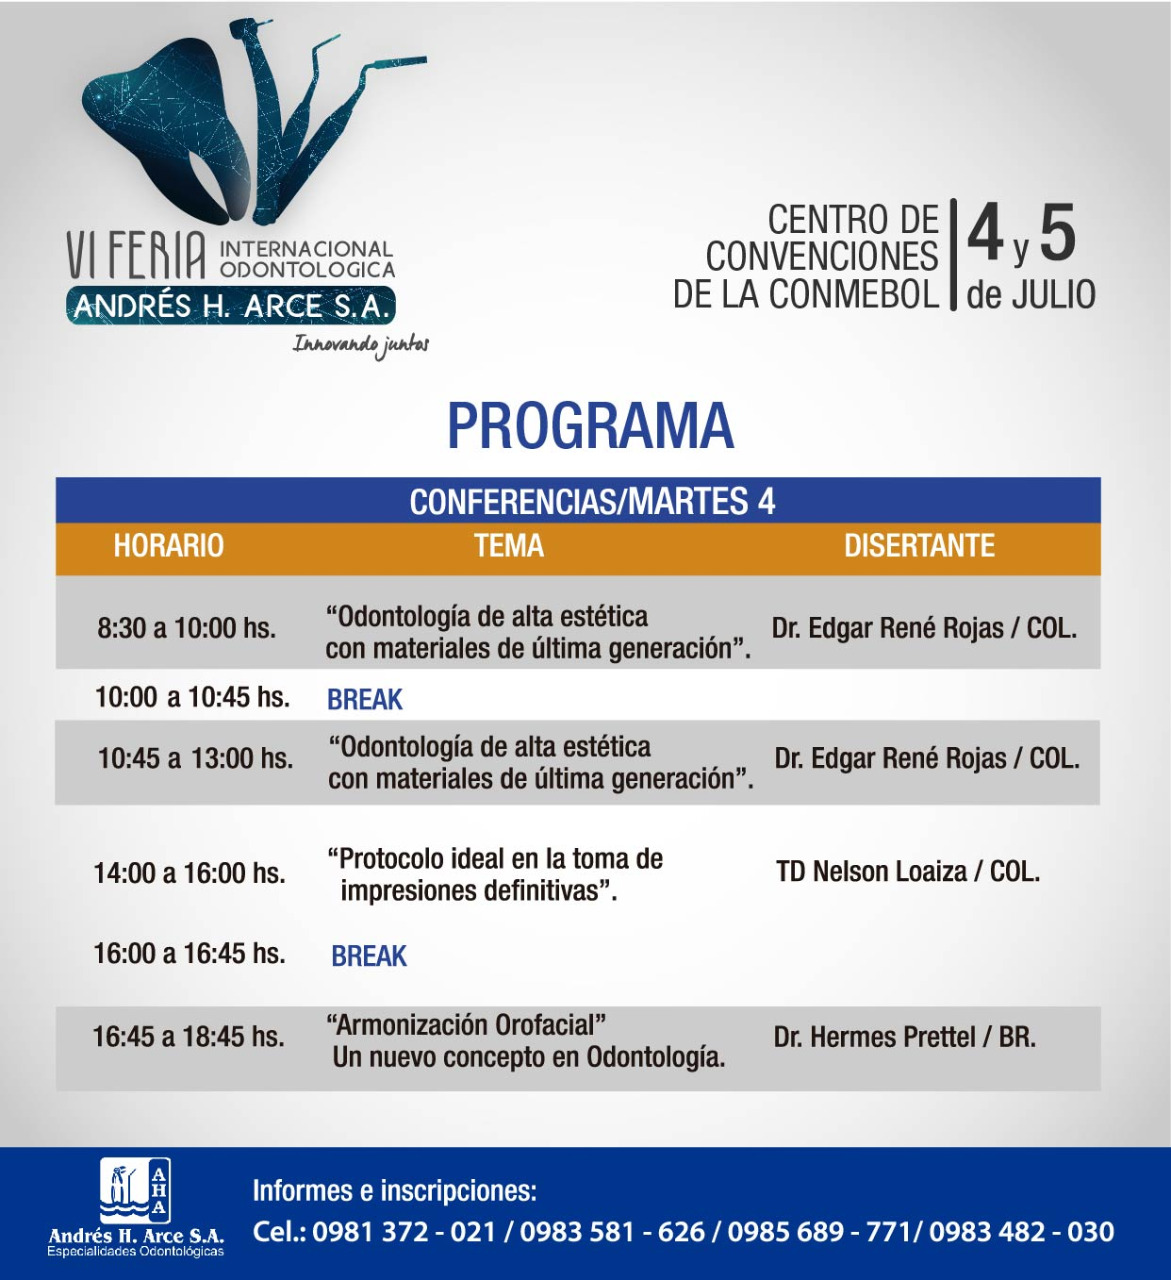 VI FERIA INTERNACIONAL
ODONTOLOGICA
ANDRÉS H. ARCE S.A.
Innovando juntos
CENTRO DE
CONVENCIONES
DE LA CONMEBOL
4 y 5
de JULIO
PROGRAMA
CONFERENCIAS/MARTES 4
HORARIO TEMA DISERTANTE
8:30 a 10:00 hs. “Odontología de alta estética
con materiales de última generación”. Dr. Edgar René Rojas / COL.
10:00 a 10:45 hs. BREAK
10:45 a 13:00 hs. “Odontología de alta estética
con materiales de última generación”. Dr. Edgar René Rojas / COL.
14:00 a 16:00 hs. “Protocolo ideal en la toma de
impresiones definitivas”. TD Nelson Loaiza / COL.
16:00 a 16:45 hs. BREAK
16:45 a 18:45 hs. “Armonización Orofacial”
Un nuevo concepto en Odontología. Dr. Hermes Prettel / BR.
AHA
Andrés H. Arce S.A.
Especialidades Odontológicas
Informes e inscripciones:
Cel.: 0981 372 - 021 / 0983 581 - 626 / 0985 689 - 771/ 0983 482 - 030